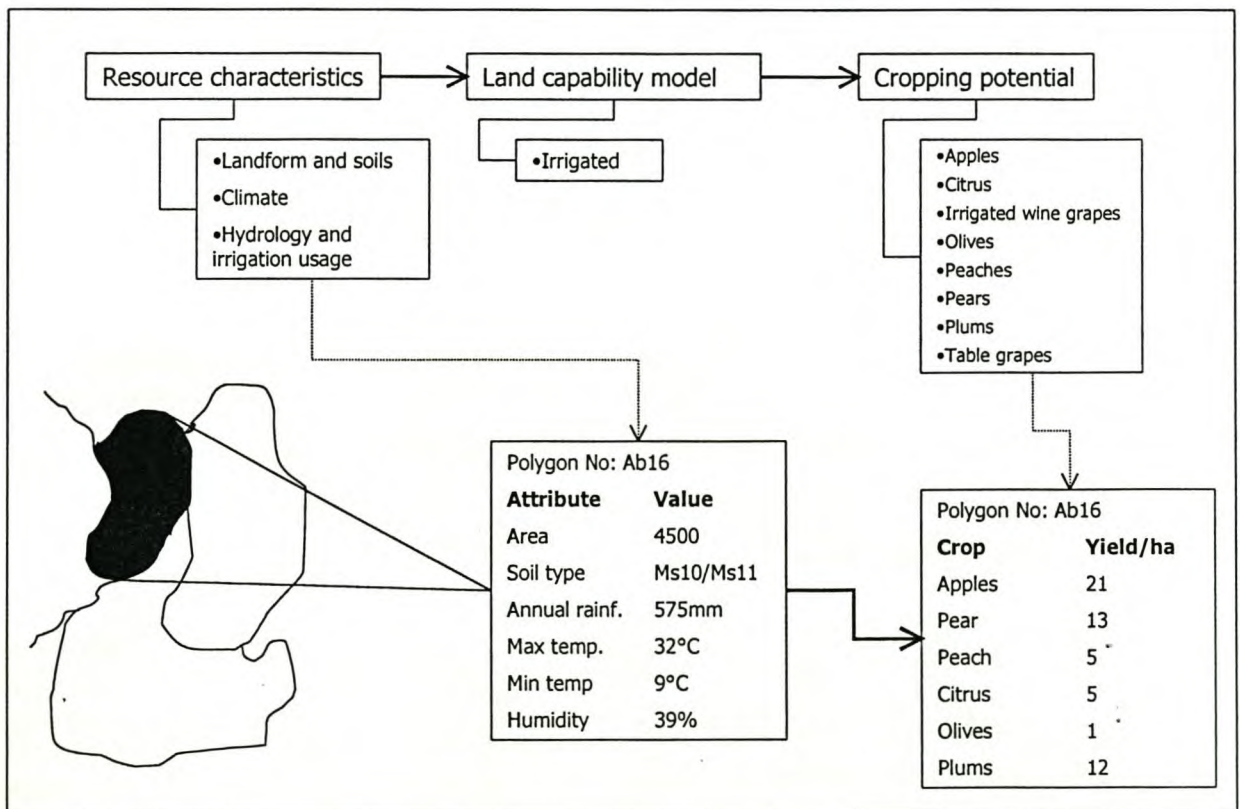 Resource characteristics
Land capability model
Cropping potential
•Landform and soils
•Climate
•Hydrology and
irrigation usage
•Irrigated
•Apples
•Citrus
•Irrigated wine grapes
•Olives
•Peaches
•Pears
•Plums
•Table grapes
Polygon No: Ab16
Attribute Value
Area 4500
Soil type Ms10/Ms11
Annual rainf. 575mm
Max temp. 32°C
Min temp 9°C
Humidity 39%
Polygon No: Ab16
Crop Yield/ha
Apples 21
Pear 13
Peach 5
Citrus 5
Olives 1
Plums 12